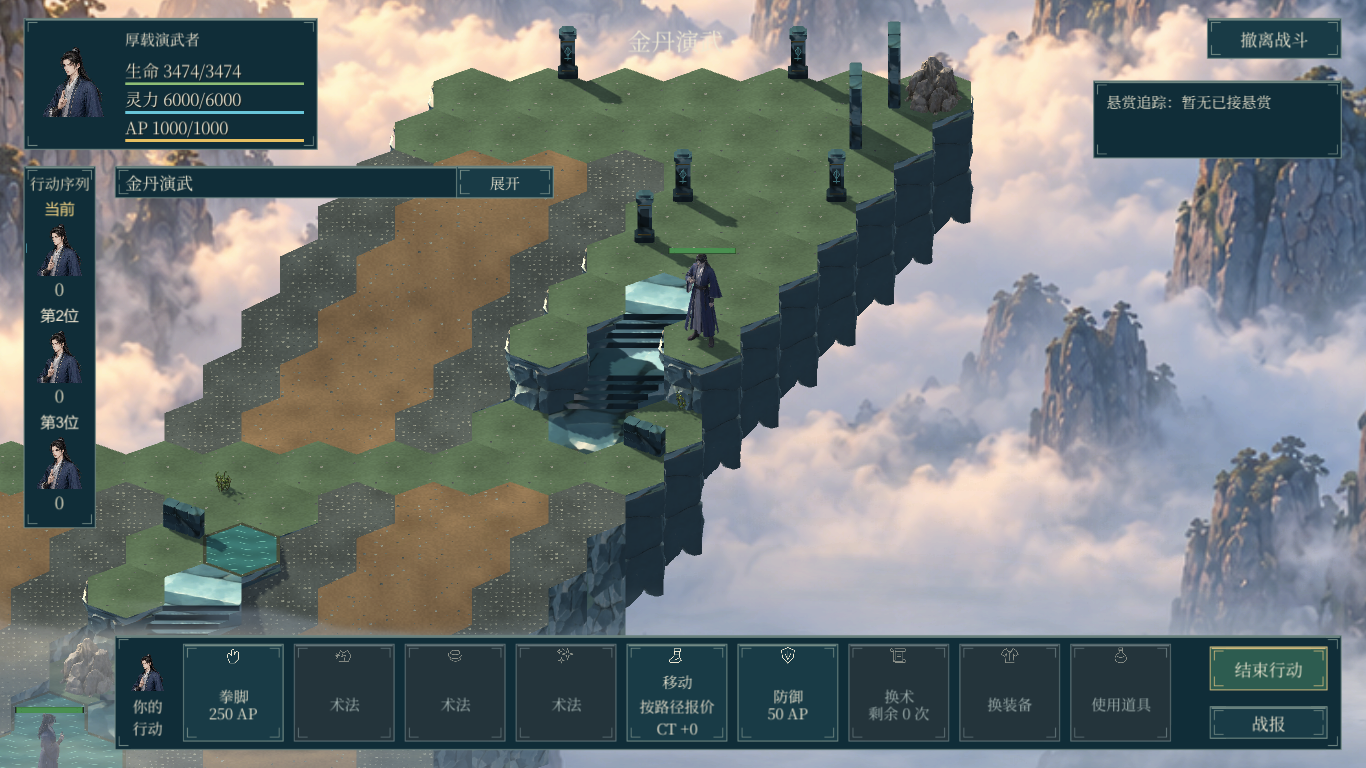 厚载演武者
生命 3474/3474
灵力 6000/6000
AP 1000/1000
金丹演武
撤离战斗
悬赏追踪：暂无已接悬赏
行动序列
当前
0
第2位
0
第3位
0
金丹演武
展开
你的
行动
拳脚
250 AP
术法
术法
术法
移动
按路径报价
CT +0
防御
50 AP
换术
剩余 0 次
换装备
使用道具
结束行动
战报